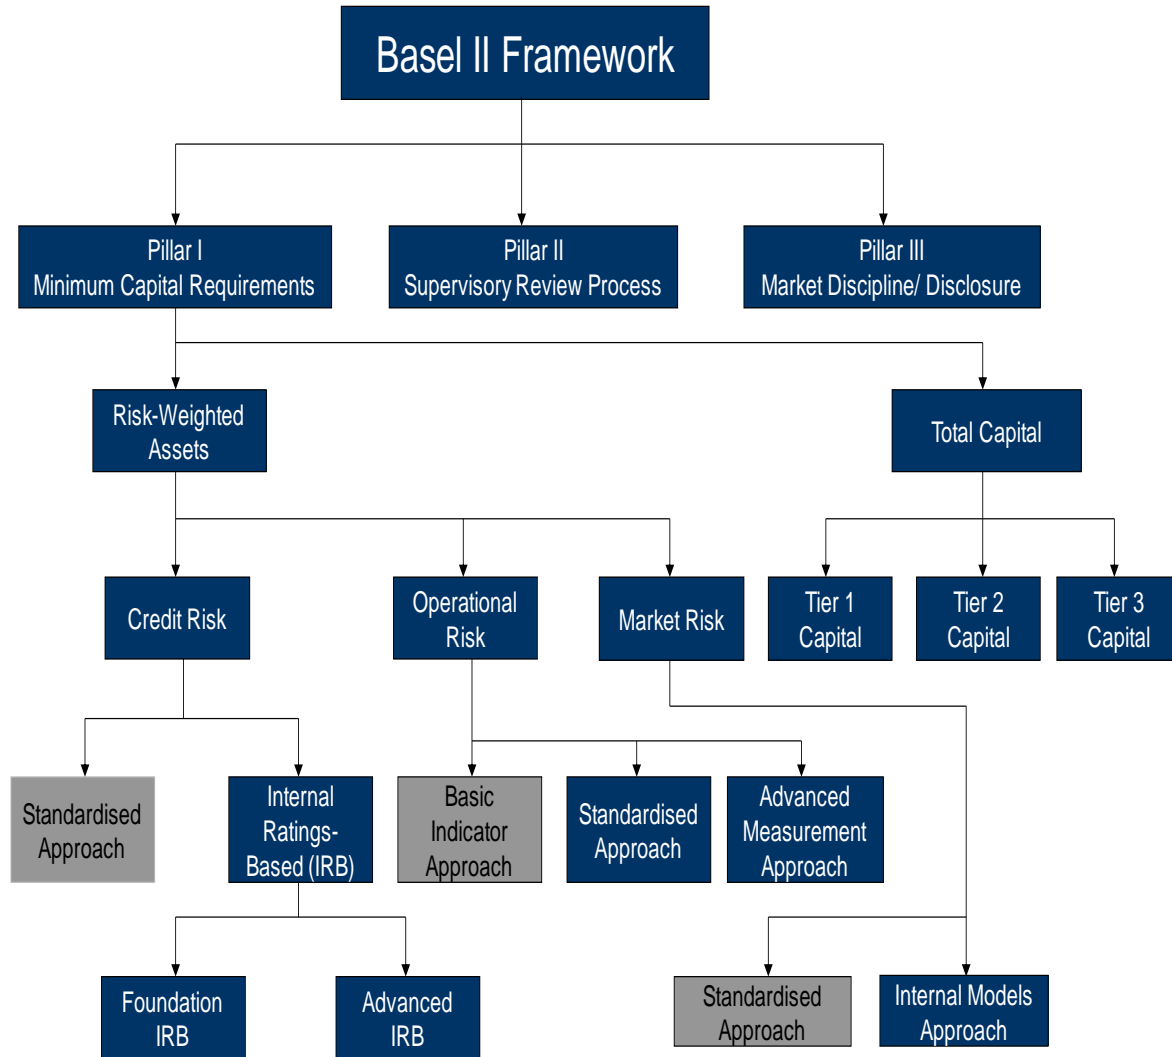 Basel II Framework
Pillar I
Minimum Capital Requirements
Pillar II
Supervisory Review Process
Pillar III
Market Discipline/ Disclosure
Risk-Weighted
Assets
Total Capital
Credit Risk
Operational
Risk
Market Risk
Tier 1
Capital
Tier 2
Capital
Tier 3
Capital
Standardised
Approach
Internal
Ratings-
Based (IRB)
Basic
Indicator
Approach
Standardised
Approach
Advanced
Measurement
Approach
Foundation
IRB
Advanced
IRB
Standardised
Approach
Internal Models
Approach